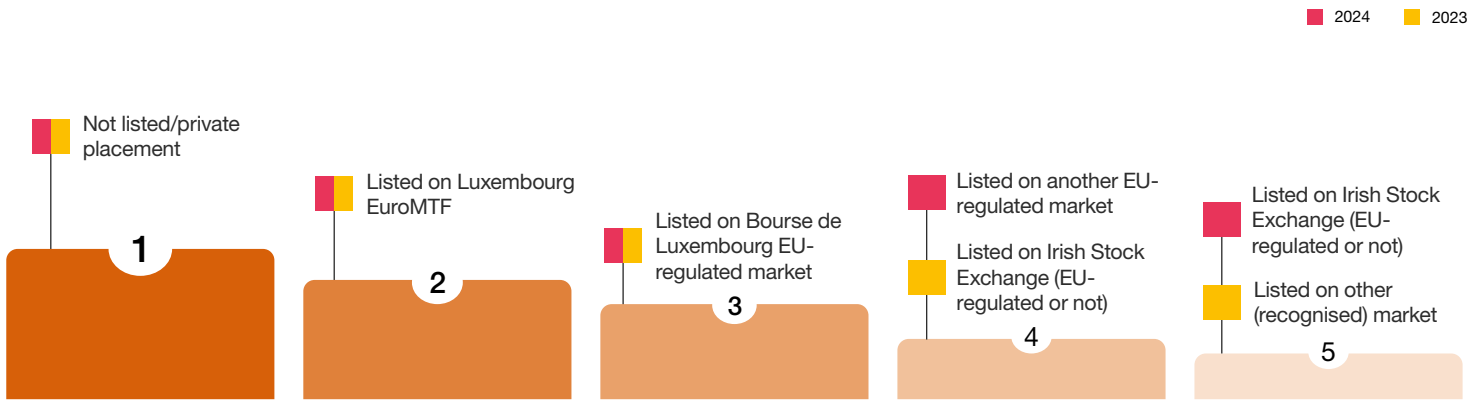 2024
2023
Not listed/private
placement
1
Listed on Luxembourg
EuroMTF
2
Listed on Bourse de
Luxembourg EU-
regulated market
3
Listed on another EU-
regulated market
Listed on Irish Stock
Exchange (EU-
regulated or not)
4
Listed on Irish Stock
Exchange (EU-
regulated or not)
Listed on other
(recognised) market
5